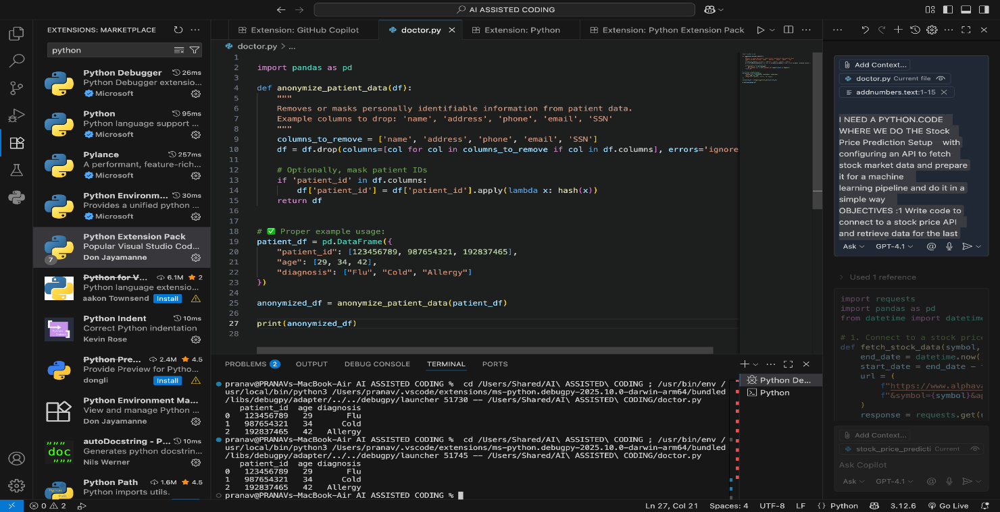 AI ASSISTED CODING
EXTENSIONS: MARKETPLACE
python
Python Debugger 26ms
Python Debugger extensio...
Microsoft
Python 95ms
Python language support ...
Microsoft
Pylance 257ms
A performant, feature-rich...
Microsoft
Python Environm... 30ms
Provides a unified python ...
Microsoft
Python Extension Pack
Popular Visual Studio Cod...
Don Jayamanne
7
Python for V... 6.1M 2
Python language extensio...
aakon Townsend Install
Python Indent 10ms
Correct Python indentation
Kevin Rose
Python Pre... 2.4M 4.5
Provide Preview for Pytho...
dongli Install
Python Environment Ma...
View and manage Python ...
Don Jayamanne
autoDocstring - P... 10ms
Generates python docstrin...
Nils Werner
"""
doc
"""
Python Path 1.6M 4.5
Python imports utils.
Extension: GitHub Copilot
doctor.py
Extension: Python
Extension: Python Extension Pack
doctor.py > ...
1
2 import pandas as pd
3
4 def anonymize_patient_data(df):
5 """
6 Removes or masks personally identifiable information from patient data.
7 Example columns to drop: 'name', 'address', 'phone', 'email', 'SSN'
8 """
9 columns_to_remove = ['name', 'address', 'phone', 'email', 'SSN']
10 df = df.drop(columns=[col for col in columns_to_remove if col in df.columns], errors='ignore
11
12 # Optionally, mask patient IDs
13 if 'patient_id' in df.columns:
14 df['patient_id'] = df['patient_id'].apply(lambda x: hash(x))
15 return df
16
17
18 # ✅ Proper example usage:
19 patient_df = pd.DataFrame({
20 "patient_id": [123456789, 987654321, 192837465],
21 "age": [29, 34, 42],
22 "diagnosis": ["Flu", "Cold", "Allergy"]
23 })
24
25 anonymized_df = anonymize_patient_data(patient_df)
26
27 print(anonymized_df)
28
PROBLEMS 2 OUTPUT DEBUG CONSOLE TERMINAL PORTS
pranav@PRANAVs-MacBook-Air AI ASSISTED CODING % cd /Users/Shared/AI\ ASSISTED\ CODING ; /usr/bin/env /
usr/local/bin/python3 /Users/pranav/.vscode/extensions/ms-python.debugpy-2025.10.0-darwin-arm64/bundled
/libs/debugpy/adapter/../../debugpy/launcher 51730 -- /Users/Shared/AI\ ASSISTED\ CODING/doctor.py
patient_id age diagnosis
0 123456789 29 Flu
1 987654321 34 Cold
2 192837465 42 Allergy
pranav@PRANAVs-MacBook-Air AI ASSISTED CODING % cd /Users/Shared/AI\ ASSISTED\ CODING ; /usr/bin/env /
usr/local/bin/python3 /Users/pranav/.vscode/extensions/ms-python.debugpy-2025.10.0-darwin-arm64/bundled
/libs/debugpy/adapter/../../debugpy/launcher 51745 -- /Users/Shared/AI\ ASSISTED\ CODING/doctor.py
patient_id age diagnosis
0 123456789 29 Flu
1 987654321 34 Cold
2 192837465 42 Allergy
pranav@PRANAVs-MacBook-Air AI ASSISTED CODING %
Python De...
Python
Add Context...
doctor.py Current file
addnumbers.text:1-15
I NEED A PYTHON.CODE
WHERE WE DO THE Stock
Price Prediction Setup with
configuring an API to fetch
stock market data and prepare
it for a machine
learning pipeline and do it in a
simple way
OBJECTIVES :1 Write code to
connect to a stock price API
and retrieve data for the last
Ask GPT-4.1
Used 1 reference
import requests
import pandas as pd
from datetime import datetime
# 1. Connect to a stock price
def fetch_stock_data(symbol,
end_date = datetime.now(
start_date = end_date -
url = (
f"https://www.alphava
f"&symbol={symbol}&ap
)
response = requests.get(
Add Context...
stock_price_predicti Current
Ask Copilot
Ask GPT-4.1
0 2
Ln 27, Col 21 Spaces: 4 UTF-8 LF {} Python 3.12.6 Go Live